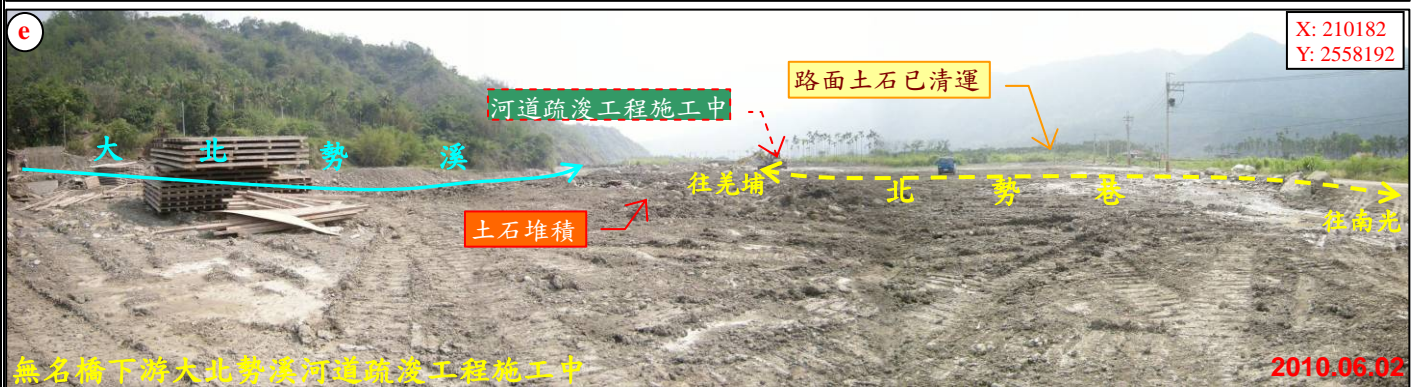 e
X: 210182
Y: 2558192
路面土石已清運
河道疏浚工程施工中
大北勢溪
往羌埔
北勢巷
土石堆積
往南光
無名橋下游大北勢溪河道疏浚工程施工中
2010.06.02